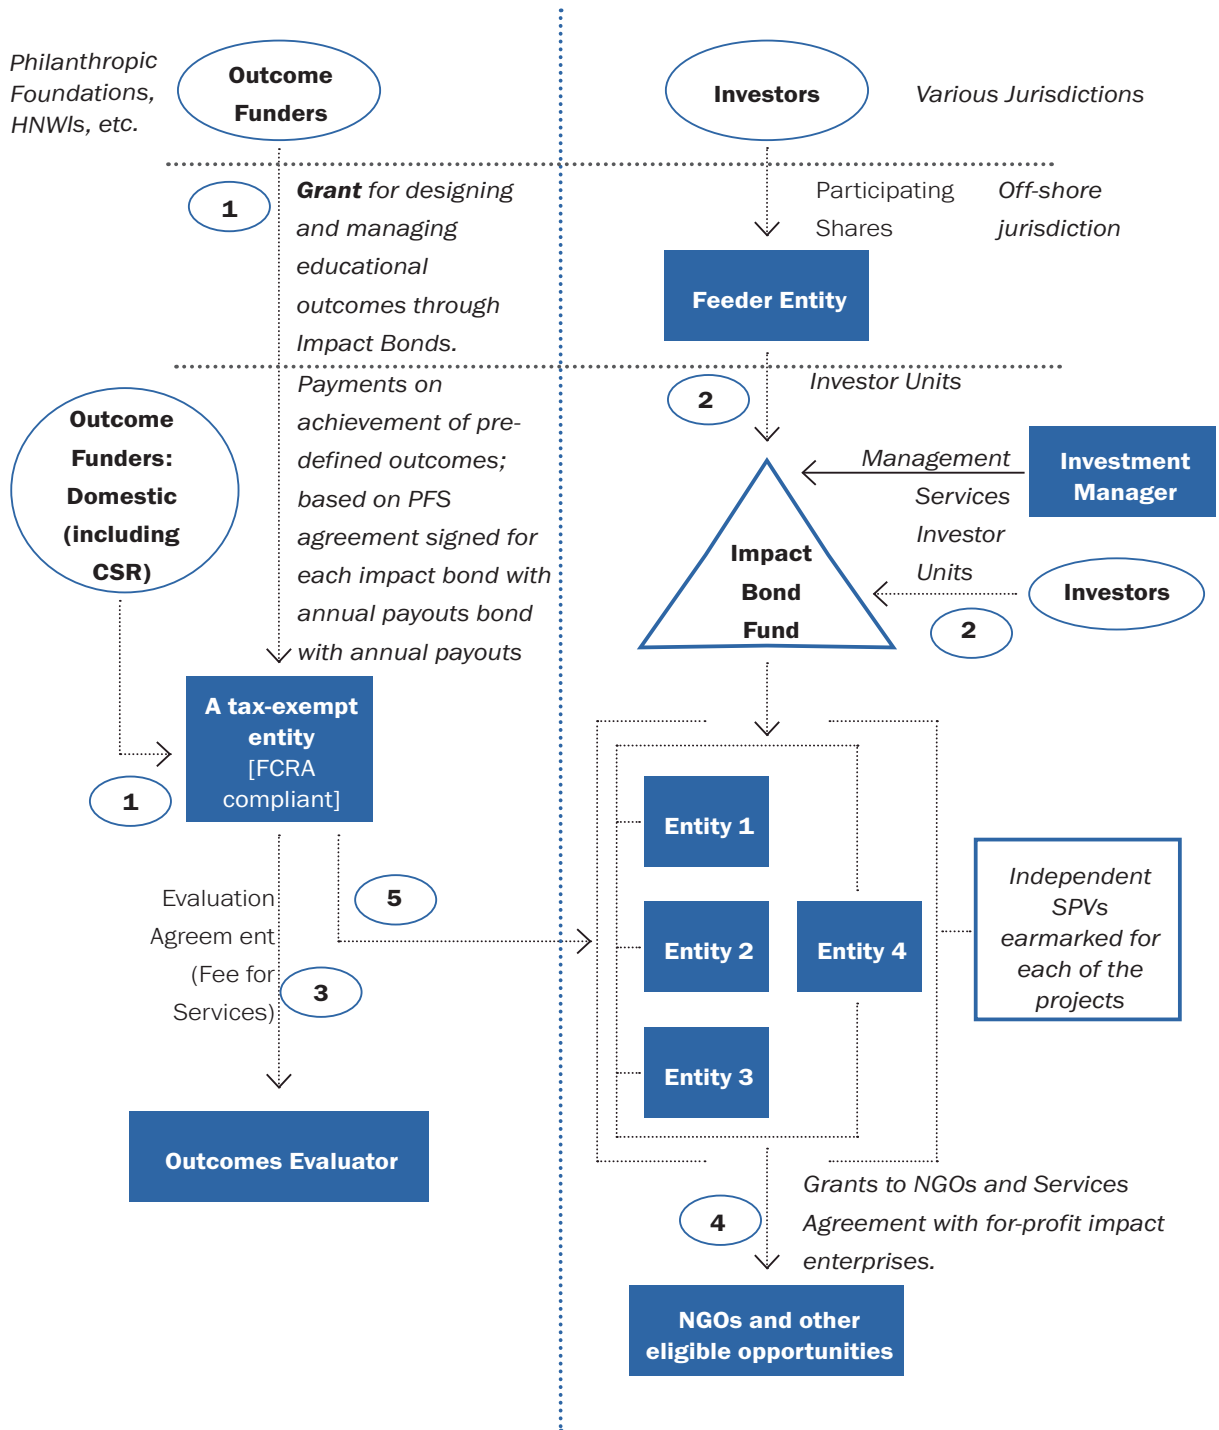 Philanthropic
Foundations,
HNWIs, etc.
Outcome
Funders
Investors
Various Jurisdictions
1
Grant for designing
and managing
educational
outcomes through
Impact Bonds.
Participating
Shares
Off-shore
jurisdiction
Feeder Entity
Payments on
achievement of pre-
defined outcomes;
based on PFS
agreement signed for
each impact bond with
annual payouts bond
with annual payouts
2
Investor Units
Outcome
Funders:
Domestic
(including
CSR)
Management
Services
Investor
Units
Investment
Manager
Impact
Bond
Fund
Investors
2
A tax-exempt
entity
[FCRA
compliant]
1
Entity 1
Entity 2
Entity 3
Entity 4
Independent
SPVs
earmarked for
each of the
projects
Evaluation
Agreem ent
(Fee for
Services)
5
3
Outcomes Evaluator
4
Grants to NGOs and Services
Agreement with for-profit impact
enterprises.
NGOs and other
eligible opportunities